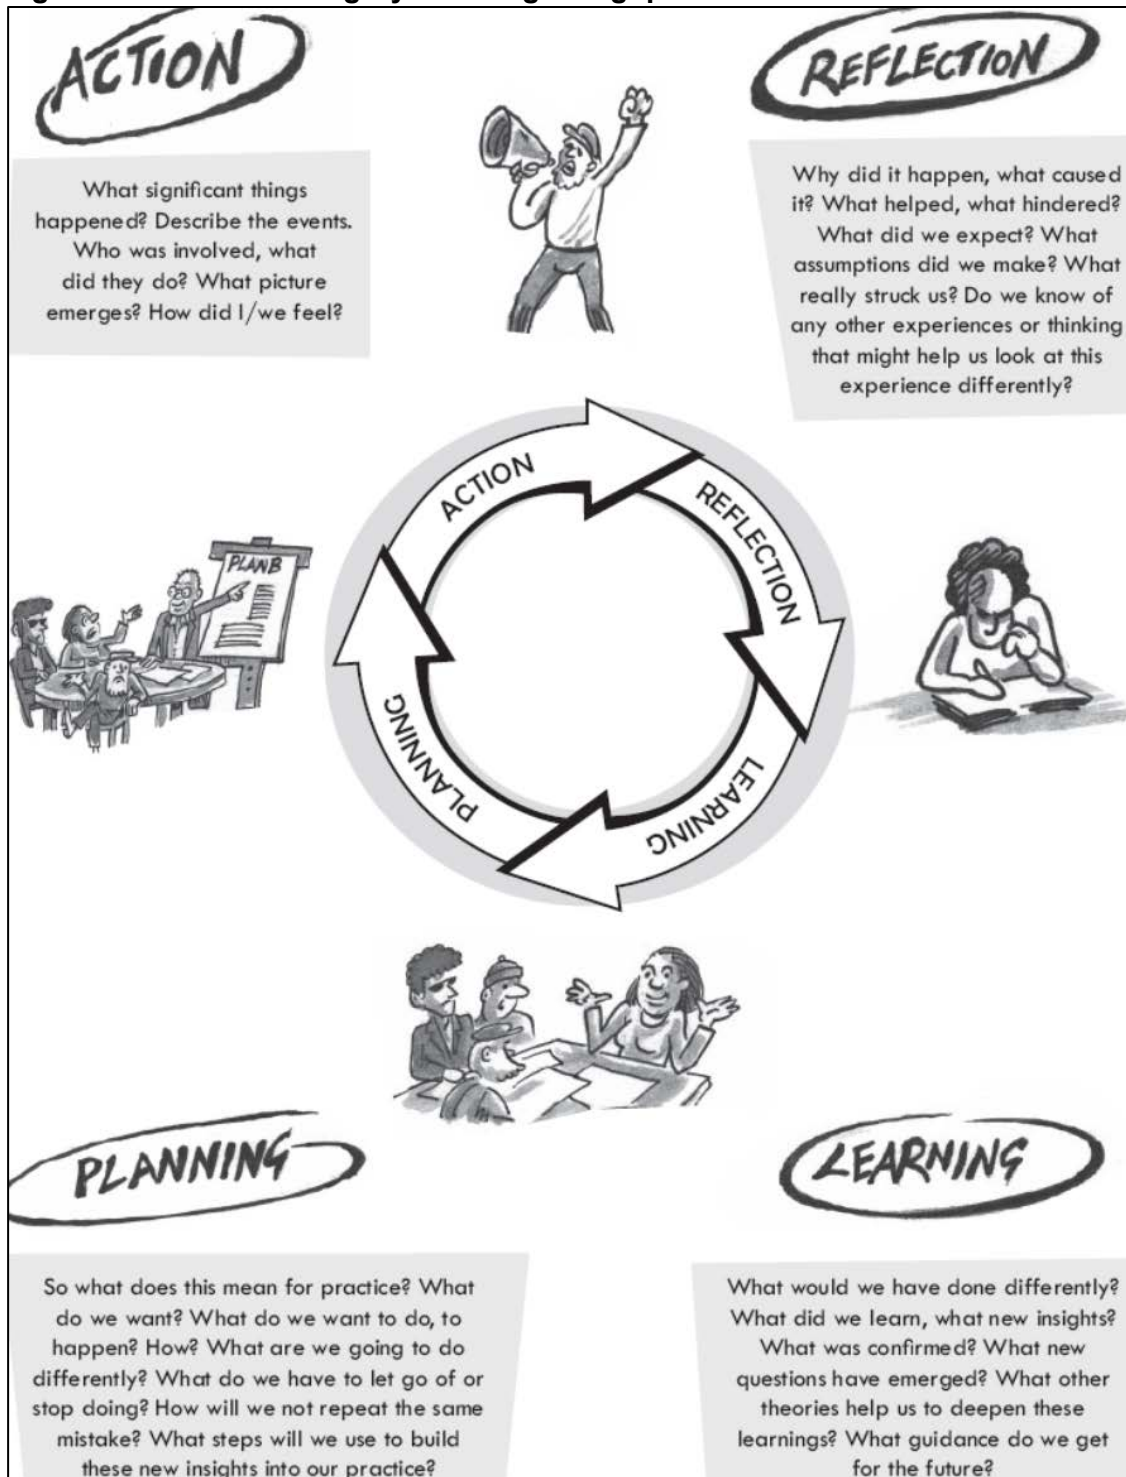 ACTION
What significant things
happened? Describe the events.
Who was involved, what
did they do? What picture
emerges? How did I/we feel?
REFLECTION
Why did it happen, what caused
it? What helped, what hindered?
What did we expect? What
assumptions did we make? What
really struck us? Do we know of
any other experiences or thinking
that might help us look at this
experience differently?
ACTION
REFLECTION
LEARNING
PLANNING
PLAN B
PLANNING
So what does this mean for practice? What
do we want? What do we want to do, to
happen? How? What are we going to do
differently? What do we have to let go of or
stop doing? How will we not repeat the same
mistake? What steps will we use to build
these new insights into our practice?
LEARNING
What would we have done differently?
What did we learn, what new insights?
What was confirmed? What new
questions have emerged? What other
theories help us to deepen these
learnings? What guidance do we get
for the future?